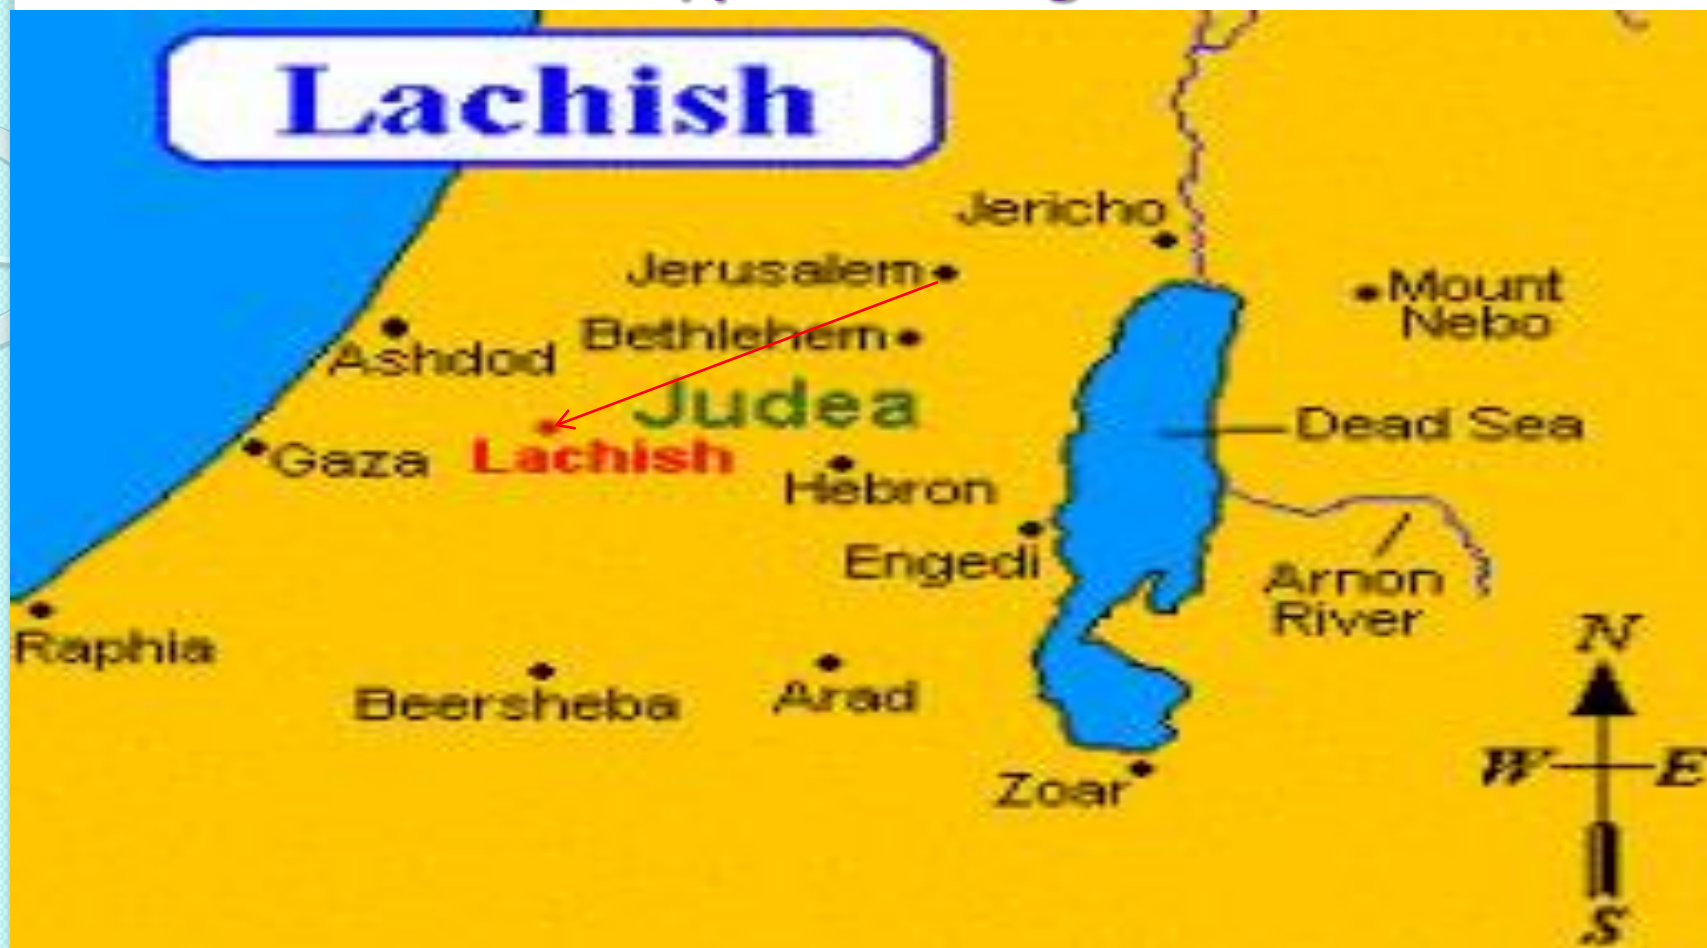 Lachish
Jericho
Jerusalem
Mount
Nebo
Bethlehem
Ashdod
Judea
Dead Sea
Gaza
Lachish
Hebron
Engedi
Arnon
River
Raphia
Beersheba
Arad
Zoar
N
W
E
S